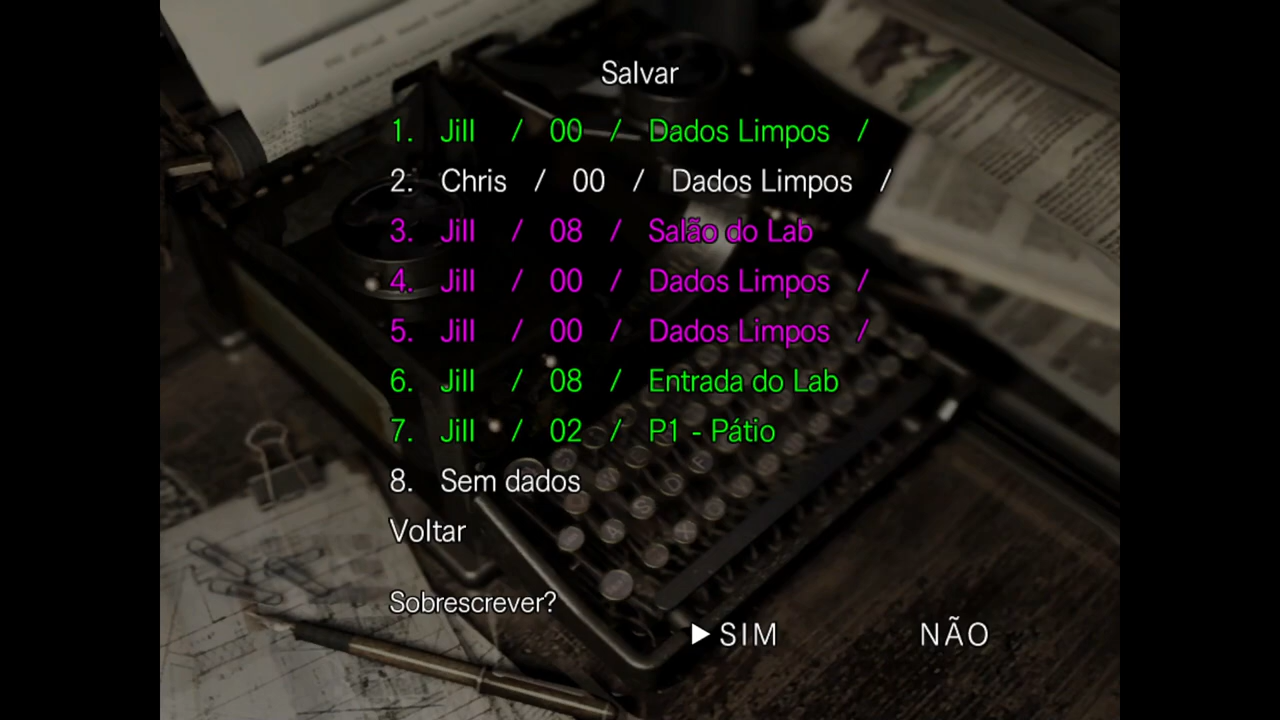 Salvar
1. Jill / 00 / Dados Limpos /
2. Chris / 00 / Dados Limpos /
3. Jill / 08 / Salão do Lab
4. Jill / 00 / Dados Limpos /
5. Jill / 00 / Dados Limpos /
6. Jill / 08 / Entrada do Lab
7. Jill / 02 / P1 - Pátio
8. Sem dados
Voltar
Sobrescrever?
SIM NÃO